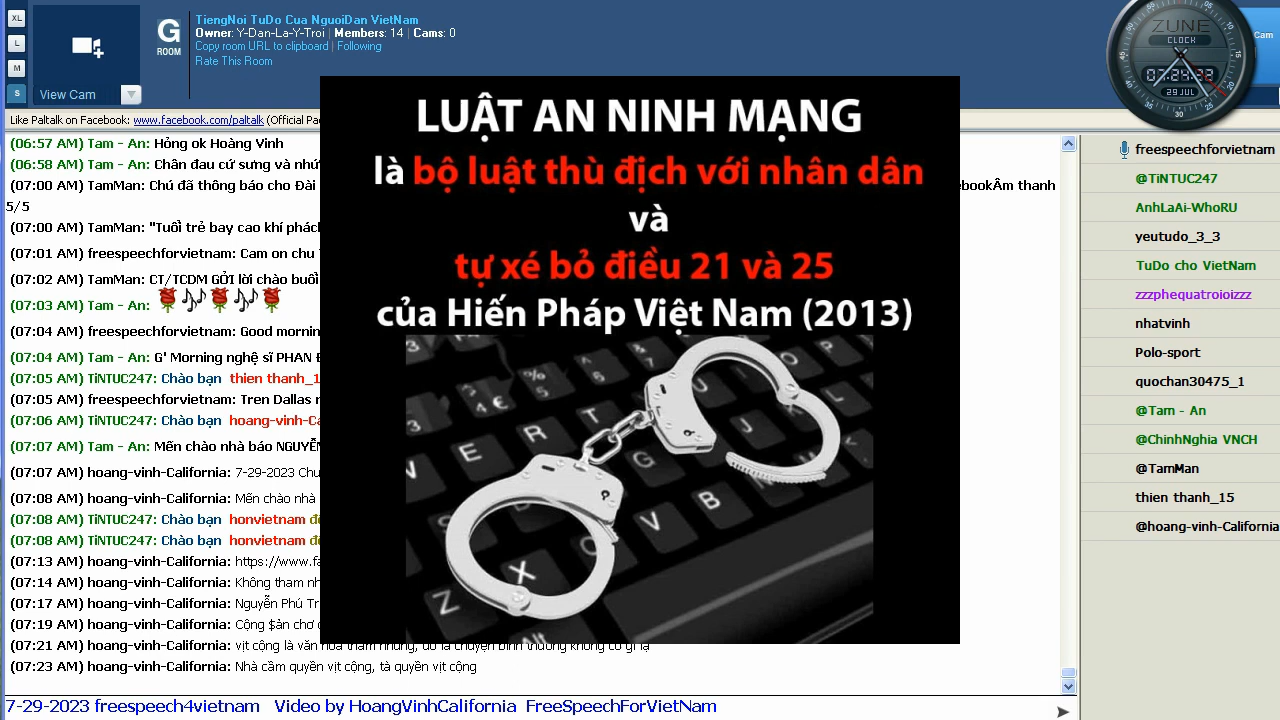 XL
L
M
S
View Cam
G
ROOM
TiengNoi TuDo Cua NguoiDan VietNam
Owner: Y-Dan-La-Y-Troi | Members: 14 | Cams: 0
Copy room URL to clipboard | Following
Rate This Room
ZUNE
CLOCK
29 JUL
Cam
Like Paltalk on Facebook: www.facebook.com/paltalk (Official Pa
LUẬT AN NINH MẠNG
là bộ luật thù địch với nhân dân
và
tự xé bỏ điều 21 và 25
của Hiến Pháp Việt Nam (2013)
(06:57 AM) Tam - An: Hỏng ok Hoàng Vinh
(06:58 AM) Tam - An: Chân đau cứ sưng và nhứ
(07:00 AM) TamMan: Chú đã thông báo cho Đài
ebookÂm thanh
5/5
(07:00 AM) TamMan: "Tuổi trẻ bay cao khí phách
(07:01 AM) freespeechforvietnam: Cam on chu
(07:02 AM) TamMan: CT/TCDM GỞI lời chào buổi
(07:03 AM) Tam - An:
(07:04 AM) freespeechforvietnam: Good mornin
(07:04 AM) Tam - An: G' Morning nghệ sĩ PHAN
(07:05 AM) TiNTUC247: Chào bạn thien thanh_1
(07:05 AM) freespeechforvietnam: Tren Dallas
(07:06 AM) TiNTUC247: Chào bạn hoang-vinh-Ca
(07:07 AM) Tam - An: Mến chào nhà báo NGUYỄN
(07:07 AM) hoang-vinh-California: 7-29-2023 Chu
(07:08 AM) hoang-vinh-California: Mến chào nhà
(07:08 AM) TiNTUC247: Chào bạn honvietnam
(07:08 AM) TiNTUC247: Chào bạn honvietnam
(07:13 AM) hoang-vinh-California: https://www.fa
(07:14 AM) hoang-vinh-California: Không tham nh
(07:17 AM) hoang-vinh-California: Nguyễn Phú Tr
(07:19 AM) hoang-vinh-California: Cộng $ản chơ
(07:21 AM) hoang-vinh-California: vịt cộng là văn hóa tham nhũng, đó là chuyện bình thường không có gì lạ
(07:23 AM) hoang-vinh-California: Nhà cầm quyền vịt cộng, tà quyền vịt cộng
freespeechforvietnam
@TiNTUC247
AnhLaAi-WhoRU
yeutudo_3_3
TuDo cho VietNam
zzzphequatroioizzz
nhatvinh
Polo-sport
quochan30475_1
@Tam - An
@ChinhNghia VNCH
@TamMan
thien thanh_15
@hoang-vinh-California
7-29-2023 freespeech4vietnam Video by HoangVinhCalifornia FreeSpeechForVietNam